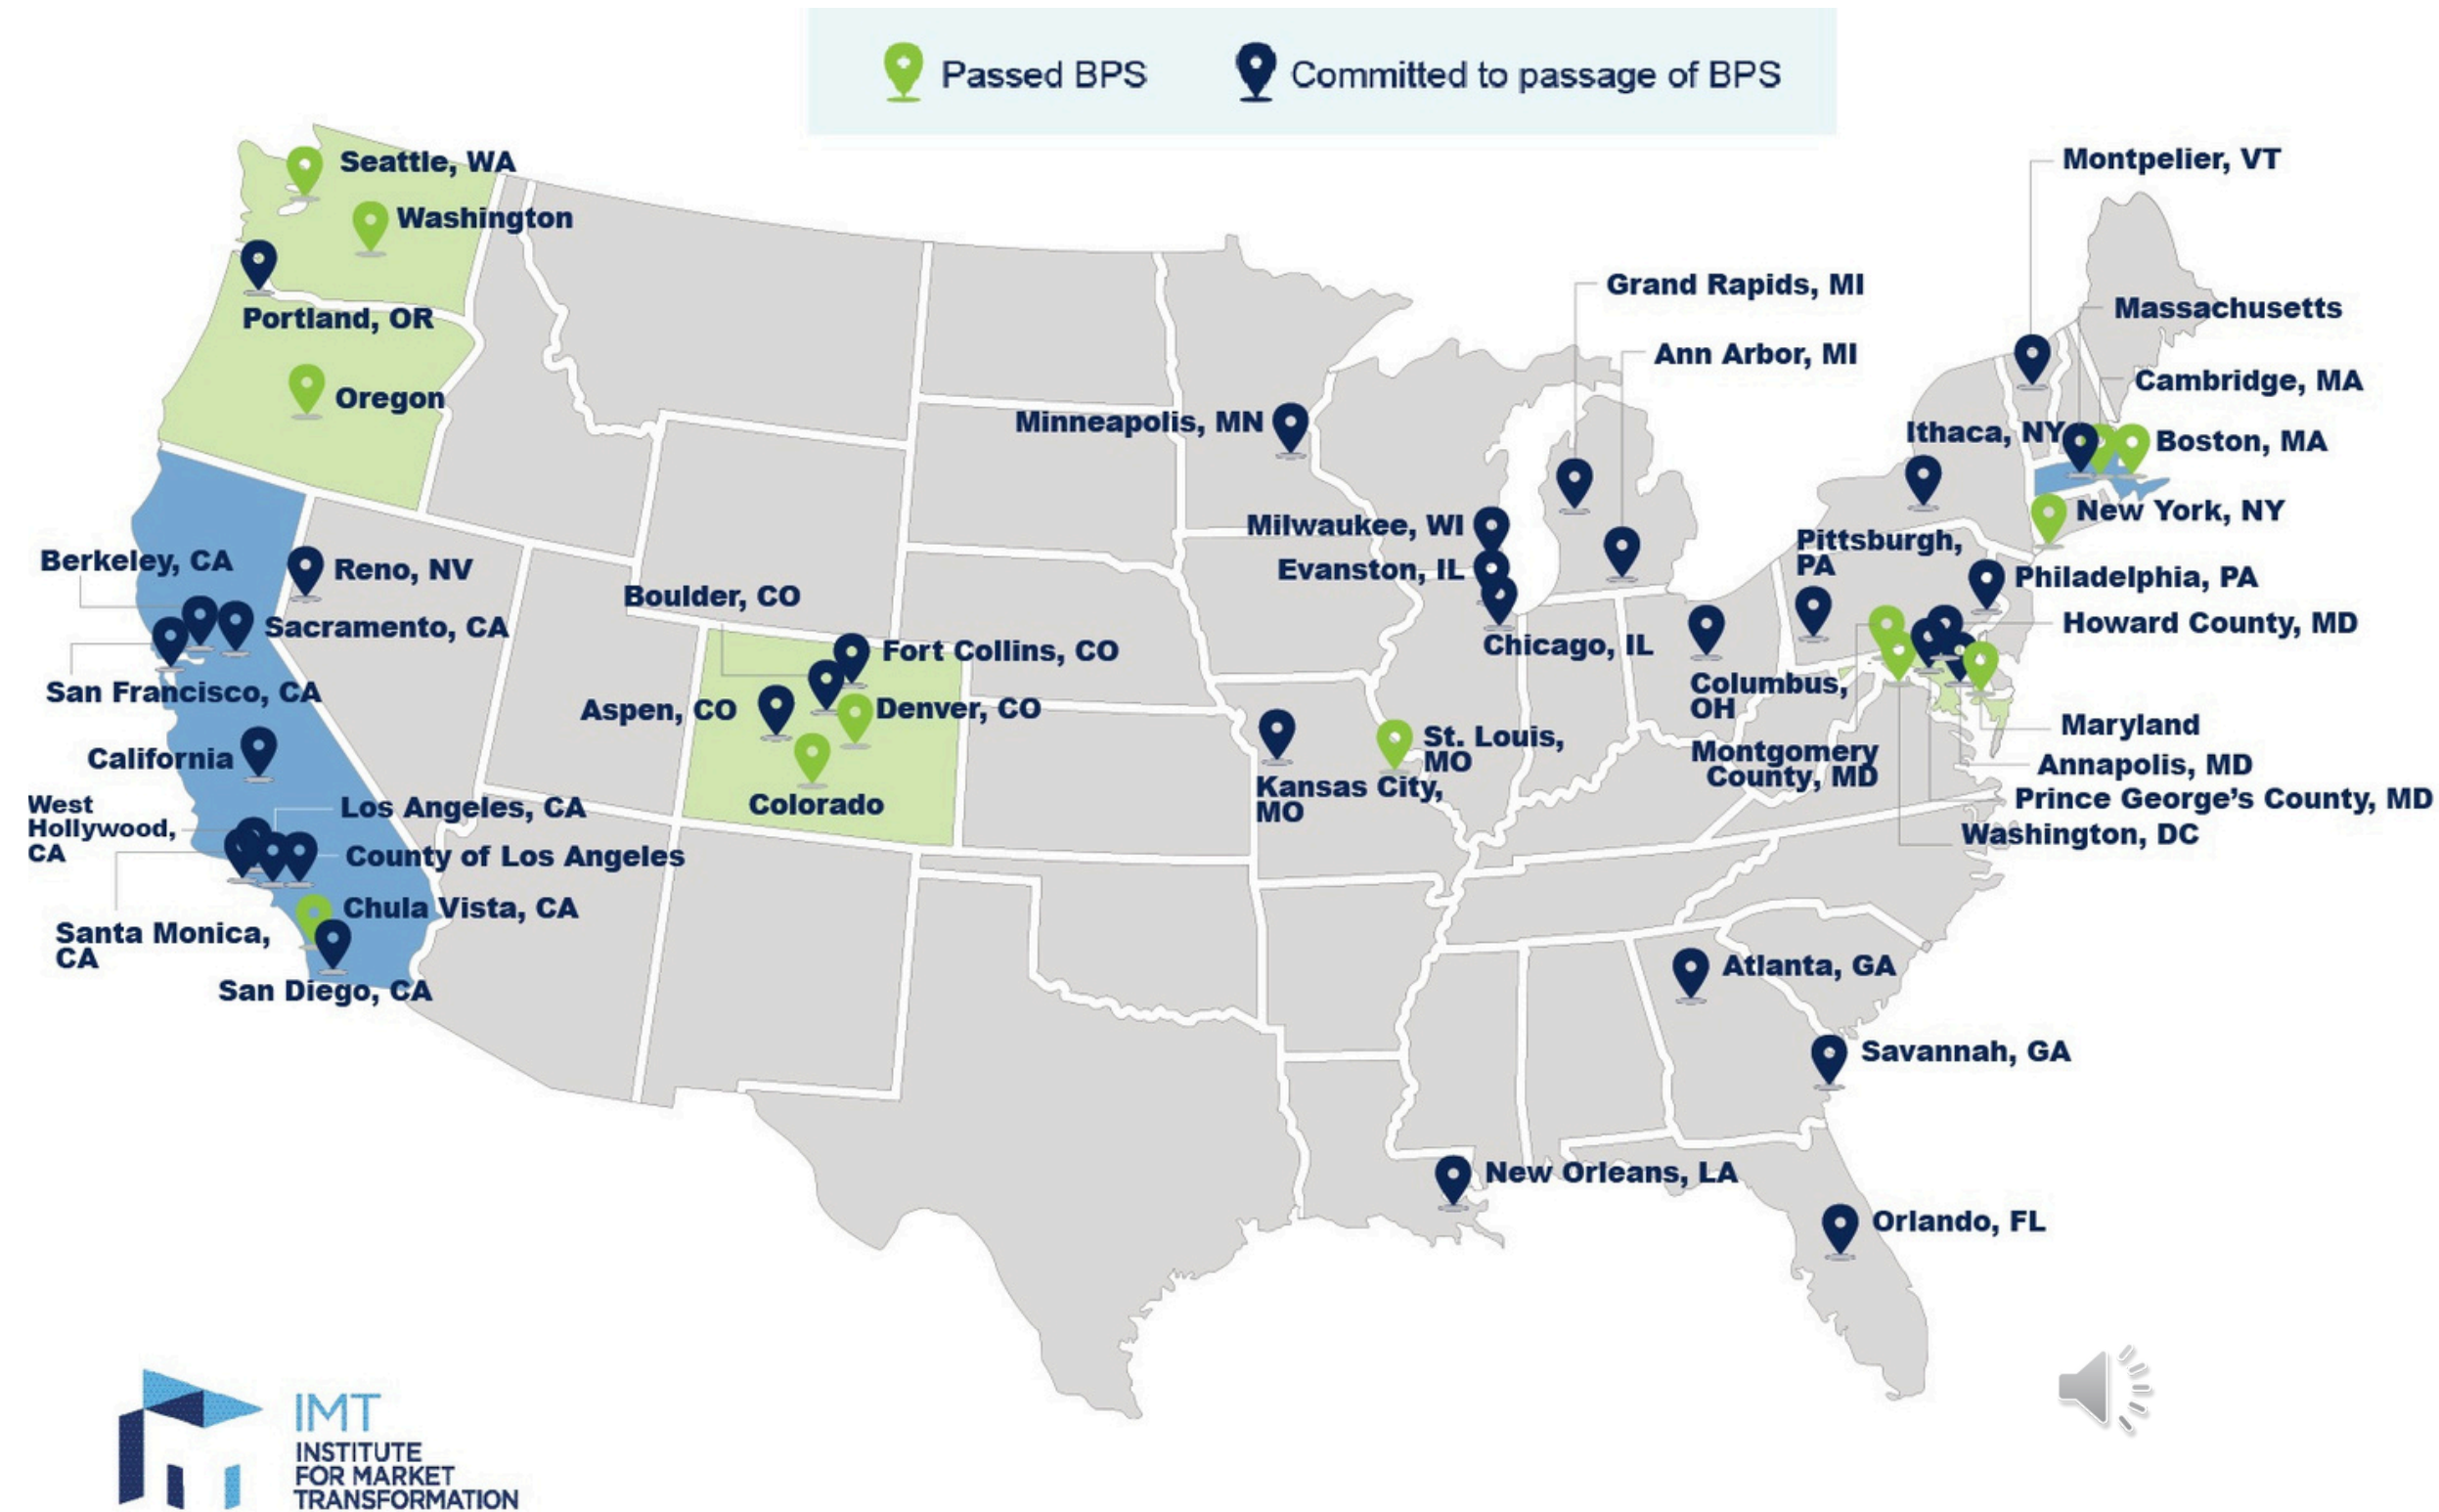 Passed BPS
Committed to passage of BPS
Seattle, WA
Washington
Portland, OR
Oregon
Berkeley, CA
Reno, NV
Sacramento, CA
San Francisco, CA
California
West
Hollywood,
CA
Los Angeles, CA
County of Los Angeles
Chula Vista, CA
Santa Monica,
CA
San Diego, CA
Boulder, CO
Fort Collins, CO
Aspen, CO
Denver, CO
Colorado
Minneapolis, MN
Milwaukee, WI
Evanston, IL
Chicago, IL
Grand Rapids, MI
Ann Arbor, MI
St. Louis,
MO
Kansas City,
MO
Columbus,
OH
Montgomery
County, MD
Pittsburgh,
PA
Ithaca, NY
Montpelier, VT
Massachusetts
Cambridge, MA
Boston, MA
New York, NY
Philadelphia, PA
Howard County, MD
Maryland
Annapolis, MD
Prince George's County, MD
Washington, DC
Atlanta, GA
Savannah, GA
New Orleans, LA
Orlando, FL
IMT
INSTITUTE
FOR MARKET
TRANSFORMATION